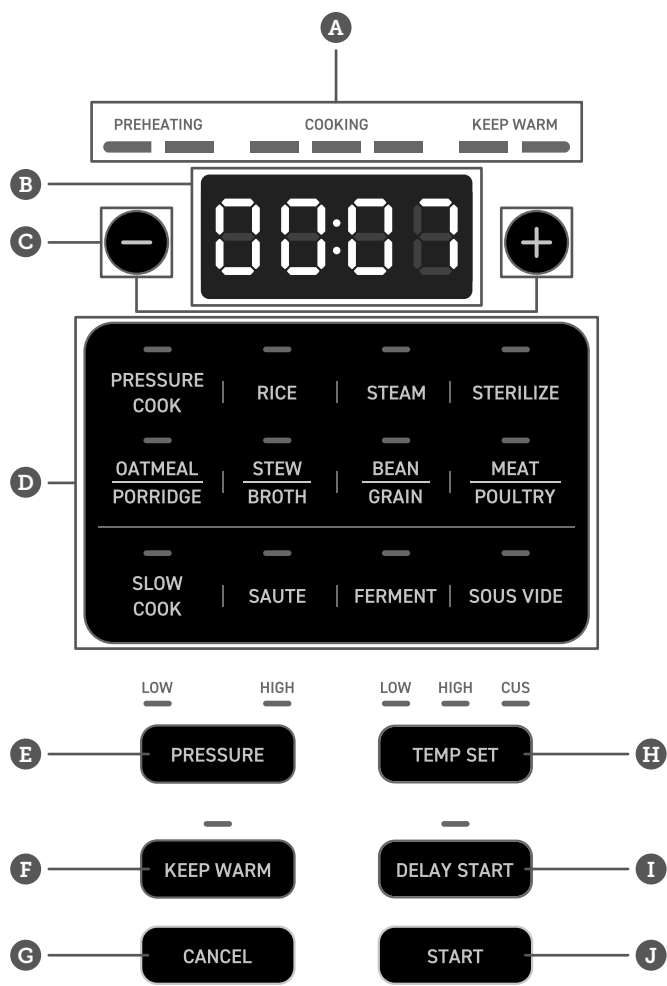 A
PREHEATING COOKING KEEP WARM
B
00:07
C
− +
PRESSURE COOK | RICE | STEAM | STERILIZE
D
OATMEAL PORRIDGE | STEW BROTH | BEAN GRAIN | MEAT POULTRY
SLOW COOK | SAUTE | FERMENT | SOUS VIDE
LOW HIGH LOW HIGH CUS
E PRESSURE TEMP SET H
F KEEP WARM DELAY START I
G CANCEL START J